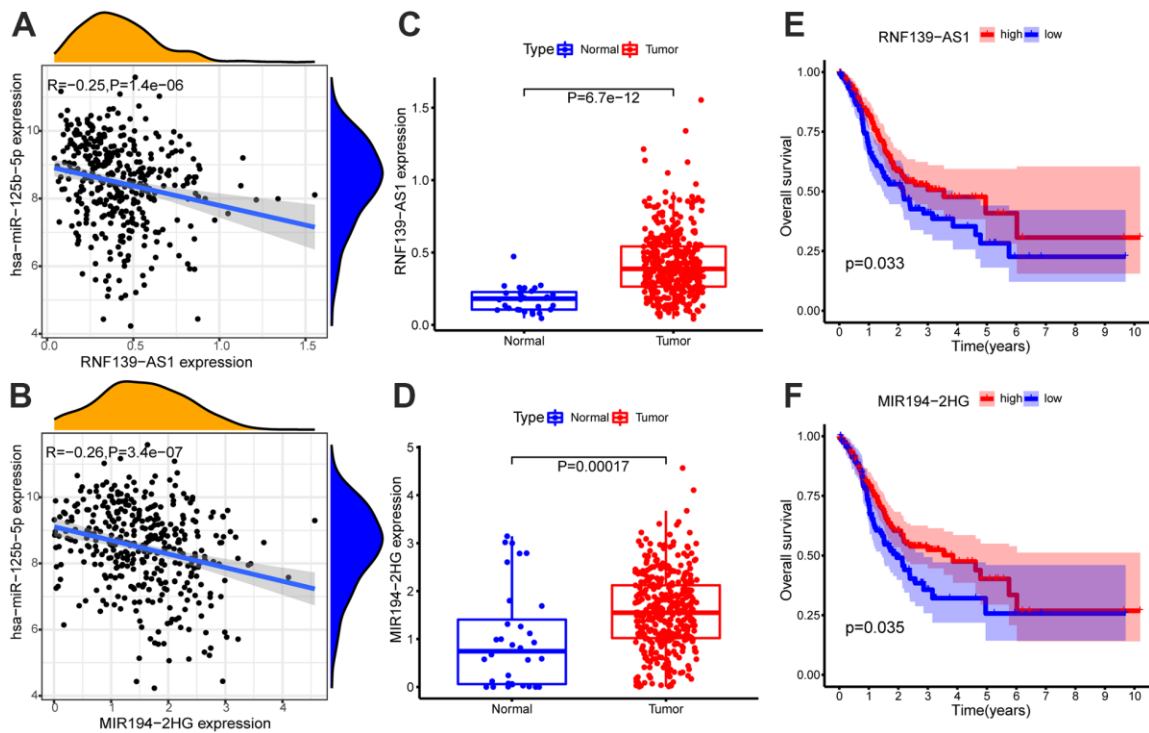 A
R=−0.25,P=1.4e−06
hsa−miR−125b−5p expression
10
8
6
4
0.0 0.5 1.0 1.5
RNF139−AS1 expression
B
R=−0.26,P=3.4e−07
hsa−miR−125b−5p expression
10
8
6
4
0 1 2 3 4
MIR194−2HG expression
C
Type Normal Tumor
P=6.7e−12
RNF139−AS1 expression
1.5
1.0
0.5
0.0
Normal Tumor
D
Type Normal Tumor
P=0.00017
MIR194−2HG expression
5
4
3
2
1
0
Normal Tumor
E
RNF139−AS1 high low
Overall survival
1.00
0.75
0.50
0.25
0.00
p=0.033
0 1 2 3 4 5 6 7 8 9 10
Time(years)
F
MIR194−2HG high low
Overall survival
1.00
0.75
0.50
0.25
0.00
p=0.035
0 1 2 3 4 5 6 7 8 9 10
Time(years)